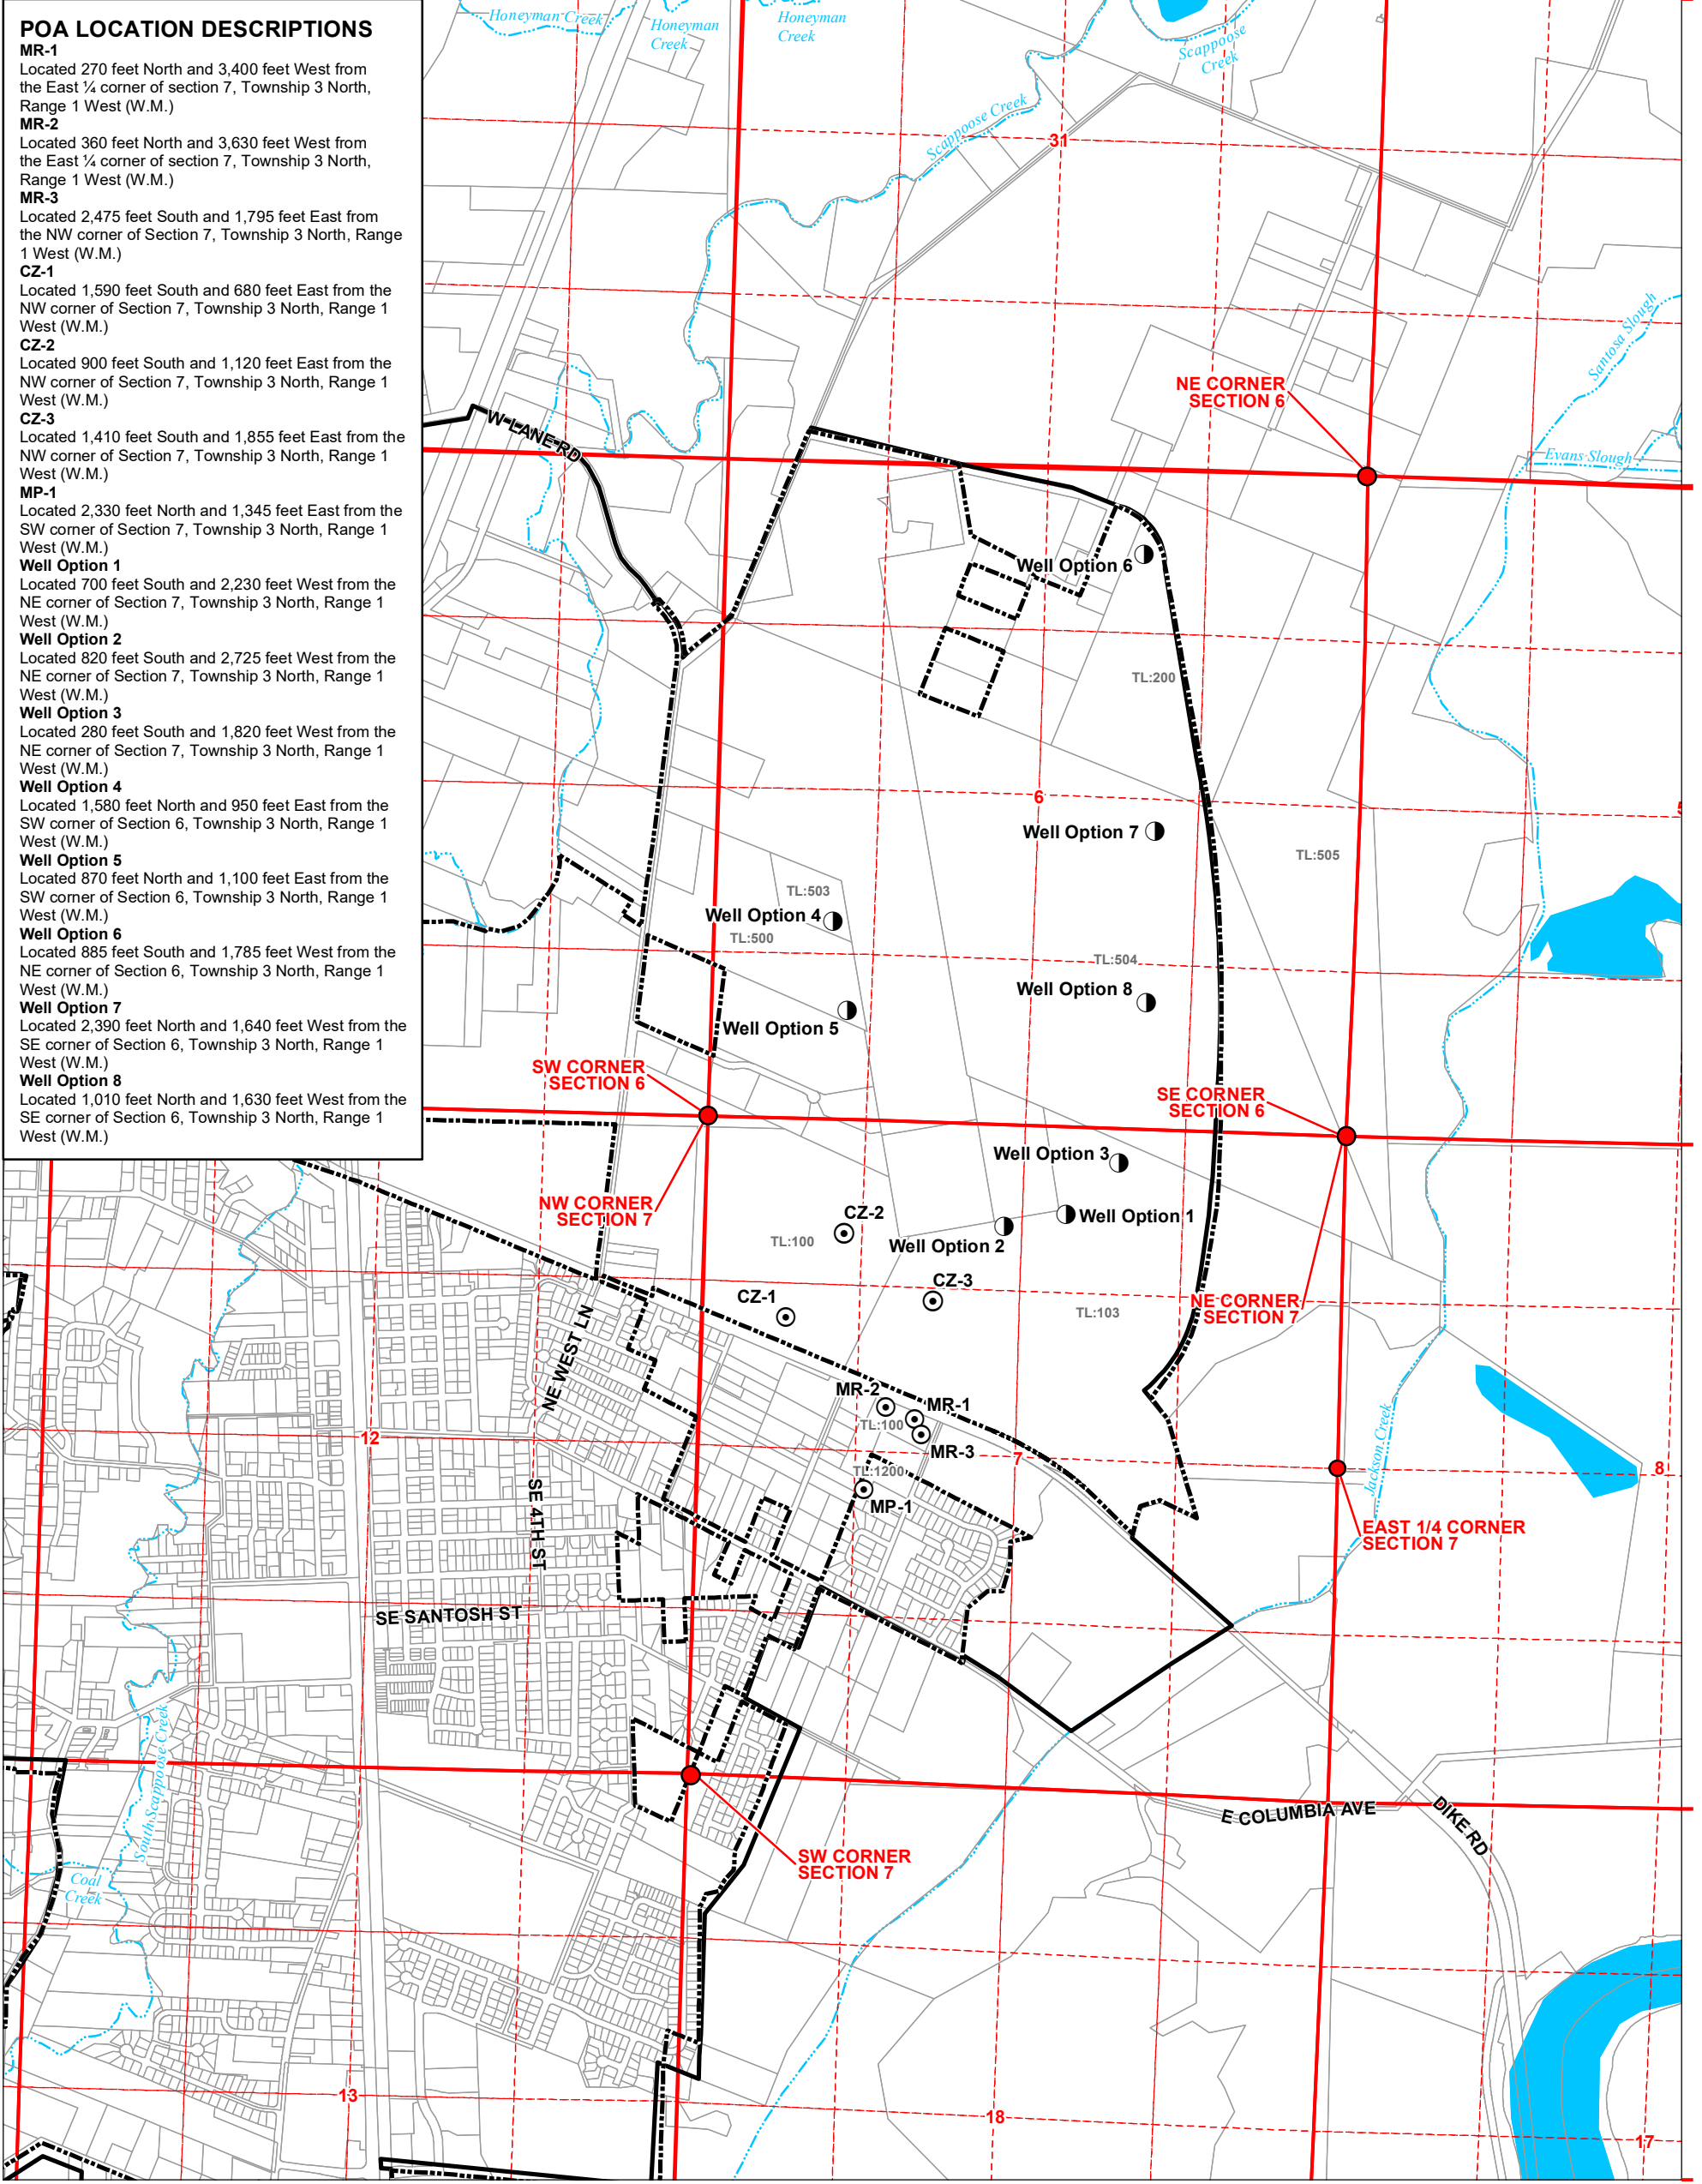 POA LOCATION DESCRIPTIONS
MR-1
Located 270 feet North and 3,400 feet West from
the East ¼ corner of section 7, Township 3 North,
Range 1 West (W.M.)
MR-2
Located 360 feet North and 3,630 feet West from
the East ¼ corner of section 7, Township 3 North,
Range 1 West (W.M.)
MR-3
Located 2,475 feet South and 1,795 feet East from
the NW corner of Section 7, Township 3 North, Range
1 West (W.M.)
CZ-1
Located 1,590 feet South and 680 feet East from the
NW corner of Section 7, Township 3 North, Range 1
West (W.M.)
CZ-2
Located 900 feet South and 1,120 feet East from the
NW corner of Section 7, Township 3 North, Range 1
West (W.M.)
CZ-3
Located 1,410 feet South and 1,855 feet East from the
NW corner of Section 7, Township 3 North, Range 1
West (W.M.)
MP-1
Located 2,330 feet North and 1,345 feet East from the
SW corner of Section 7, Township 3 North, Range 1
West (W.M.)
Well Option 1
Located 700 feet South and 2,230 feet West from the
NE corner of Section 7, Township 3 North, Range 1
West (W.M.)
Well Option 2
Located 820 feet South and 2,725 feet West from the
NE corner of Section 7, Township 3 North, Range 1
West (W.M.)
Well Option 3
Located 280 feet South and 1,820 feet West from the
NE corner of Section 7, Township 3 North, Range 1
West (W.M.)
Well Option 4
Located 1,580 feet North and 950 feet East from the
SW corner of Section 6, Township 3 North, Range 1
West (W.M.)
Well Option 5
Located 870 feet North and 1,100 feet East from the
SW corner of Section 6, Township 3 North, Range 1
West (W.M.)
Well Option 6
Located 885 feet South and 1,785 feet West from the
NE corner of Section 6, Township 3 North, Range 1
West (W.M.)
Well Option 7
Located 2,390 feet North and 1,640 feet West from the
SE corner of Section 6, Township 3 North, Range 1
West (W.M.)
Well Option 8
Located 1,010 feet North and 1,630 feet West from the
SE corner of Section 6, Township 3 North, Range 1
West (W.M.)
Honeyman Creek
Honeyman
Creek
Honeyman
Creek
Scappoose
Creek
Scappoose Creek
31
Santosa Slough
NE CORNER
SECTION 6
W LANE RD
Evans Slough
Well Option 6
TL:200
6
5
Well Option 7
TL:505
TL:503
Well Option 4
TL:500
TL:504
Well Option 8
Well Option 5
SW CORNER
SECTION 6
SE CORNER
SECTION 6
Well Option 3
NW CORNER
SECTION 7
CZ-2
Well Option 1
TL:100
Well Option 2
CZ-3
CZ-1
NE CORNER
SECTION 7
TL:103
NE WEST LN
MR-2
MR-1
TL:100
12
MR-3
7
Jackson Creek
8
TL:1200
MP-1
SE 4TH ST
EAST 1/4 CORNER
SECTION 7
SE SANTOSH ST
South Scappoose Creek
E COLUMBIA AVE
DIKE RD
SW CORNER
SECTION 7
Coal
Creek
13
18
17